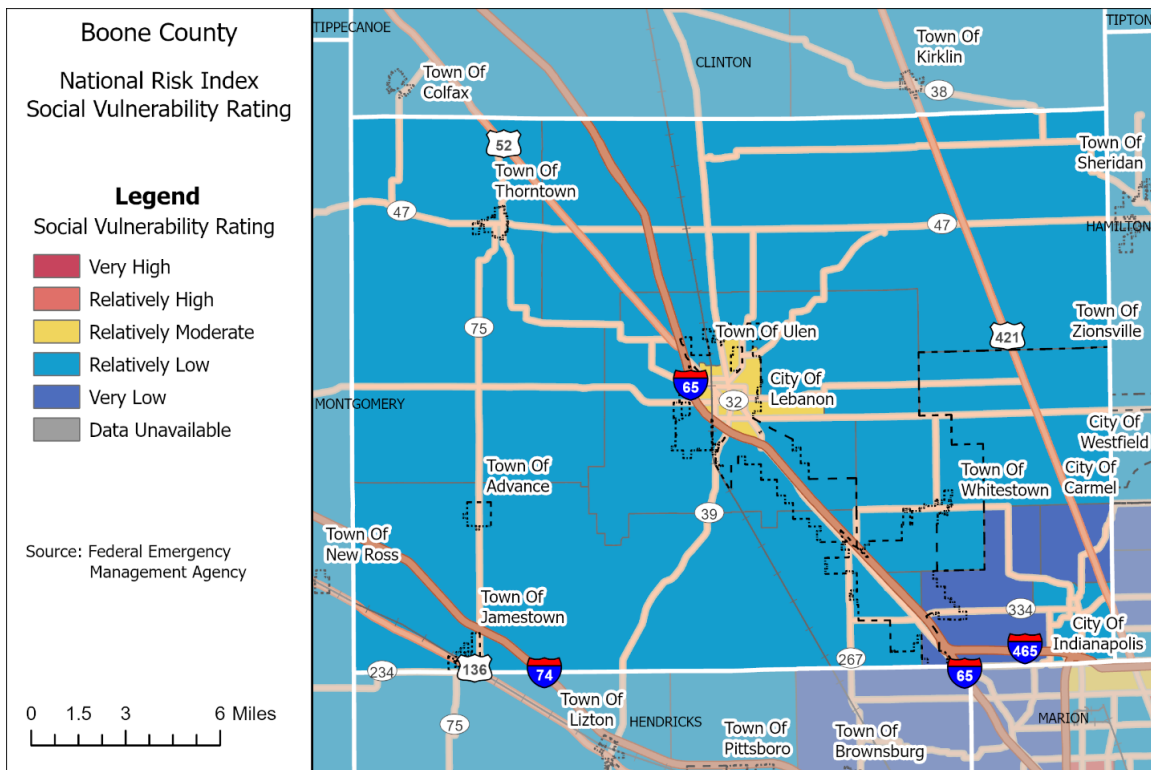 Boone County
National Risk Index
Social Vulnerability Rating
Legend
Social Vulnerability Rating
Very High
Relatively High
Relatively Moderate
Relatively Low
Very Low
Data Unavailable
Source: Federal Emergency
Management Agency
0 1.5 3 6 Miles
TIPPECANOE
TIPTON
CLINTON
Town Of
Kirklin
Town Of
Colfax
38
52
Town Of
Sheridan
Town Of
Thorntown
47
47
HAMILTON
75
Town Of Ulen
Town Of
Zionsville
421
65
City Of
Lebanon
32
MONTGOMERY
City Of
Westfield
Town Of
Advance
Town Of
Whitestown
City Of
Carmel
39
Town Of
New Ross
Town Of
Jamestown
334
City Of
Indianapolis
465
234
136
74
267
65
75
Town Of
Lizton
HENDRICKS
Town Of
Pittsboro
Town Of
Brownsburg
MARION